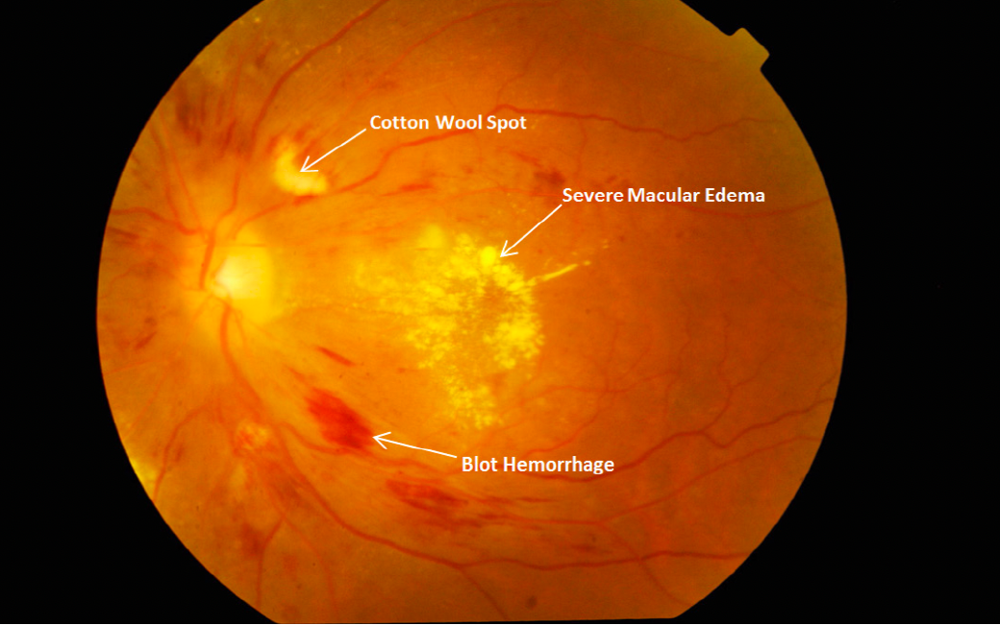 Cotton Wool Spot
Severe Macular Edema
Blot Hemorrhage